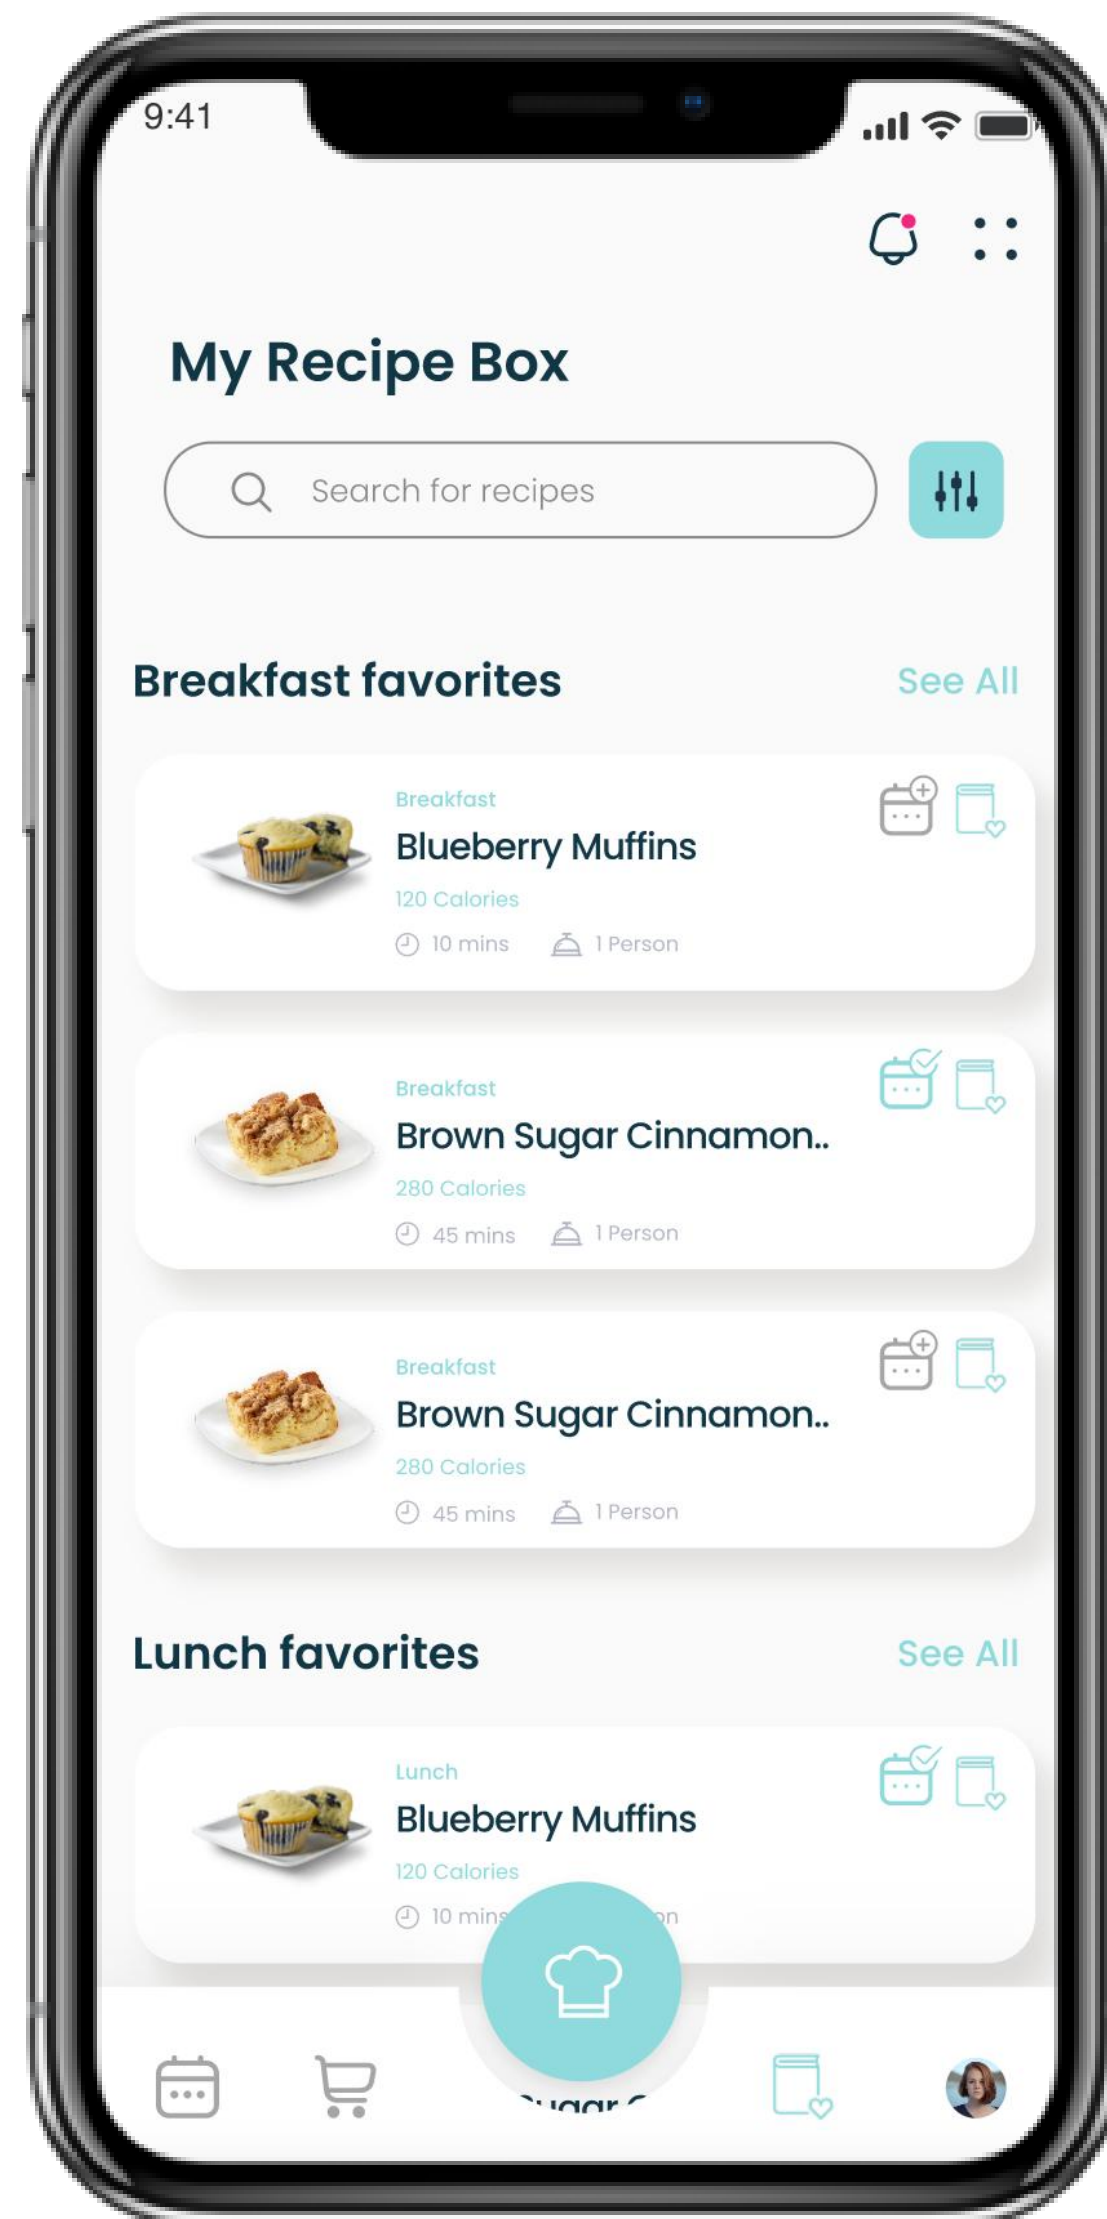 9:41
My Recipe Box
Search for recipes
Breakfast favorites See All
Breakfast
Blueberry Muffins
120 Calories
10 mins 1 Person
Breakfast
Brown Sugar Cinnamon..
280 Calories
45 mins 1 Person
Breakfast
Brown Sugar Cinnamon..
280 Calories
45 mins 1 Person
Lunch favorites See All
Lunch
Blueberry Muffins
120 Calories
10 mins